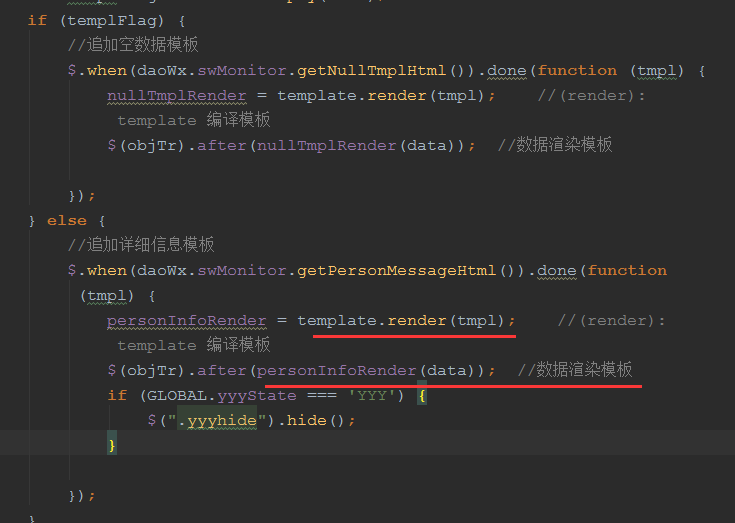 if (templFlag) {
//追加空数据模板
$.when(daoWx.swMonitor.getNullTmplHtml()).done(function (tmpl) {
nullTmplRender = template.render(tmpl); //(render):
template 编译模板
$(objTr).after(nullTmplRender(data)); //数据渲染模板
});
} else {
//追加详细信息模板
$.when(daoWx.swMonitor.getPersonMessageHtml()).done(function
(tmpl) {
personInfoRender = template.render(tmpl); //(render):
template 编译模板
$(objTr).after(personInfoRender(data)); //数据渲染模板
if (GLOBAL.yyyState === 'YYY') {
$(".yyyhide").hide();
}
});
}